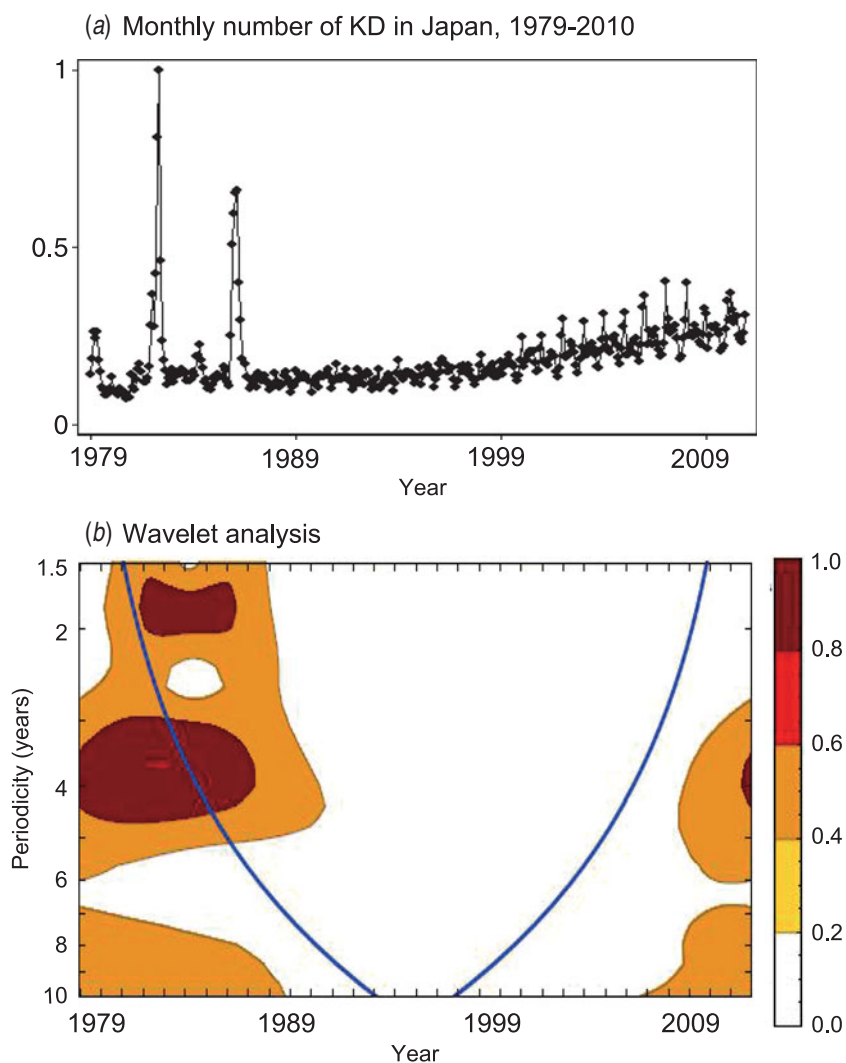 (a) Monthly number of KD in Japan, 1979-2010
1
0.5
0
1979 1989 1999 2009
Year
(b) Wavelet analysis
Periodicity (years)
1.5
2
4
6
8
10
1979 1989 1999 2009
Year
1.0
0.8
0.6
0.4
0.2
0.0